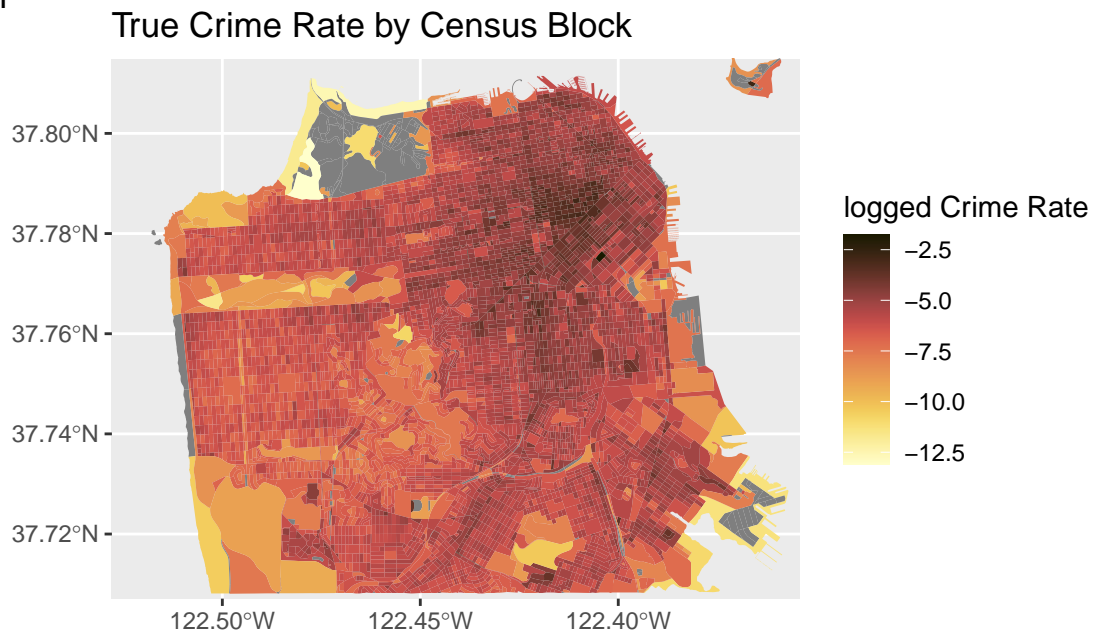 True Crime Rate by Census Block
37.80°N
37.78°N
37.76°N
37.74°N
37.72°N
122.50°W
122.45°W
122.40°W
logged Crime Rate
−2.5
−5.0
−7.5
−10.0
−12.5